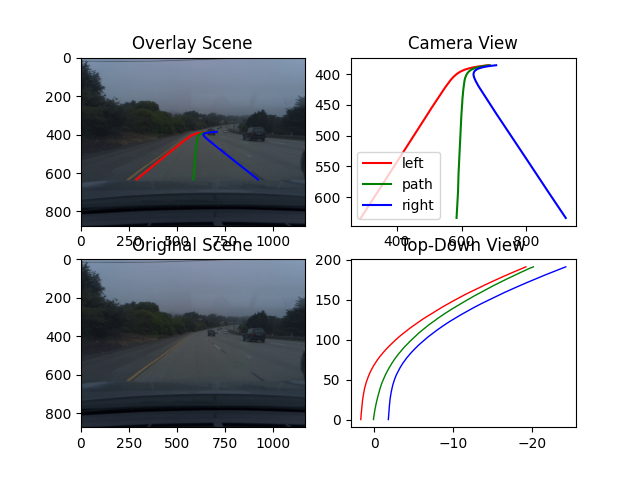 Overlay Scene
0
200
400
600
800
0 250 500 750 1000
Camera View
400
450
500
550
600
400 600 800
left
path
right
Original Scene
0
200
400
600
800
0 250 500 750 1000
Top-Down View
200
150
100
50
0
0 −10 −20